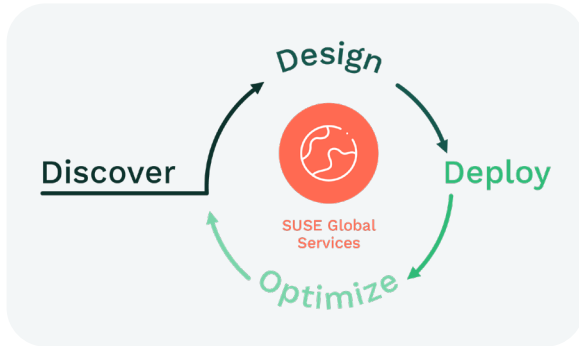 Design
Discover
Deploy
SUSE Global
Services
Optimize